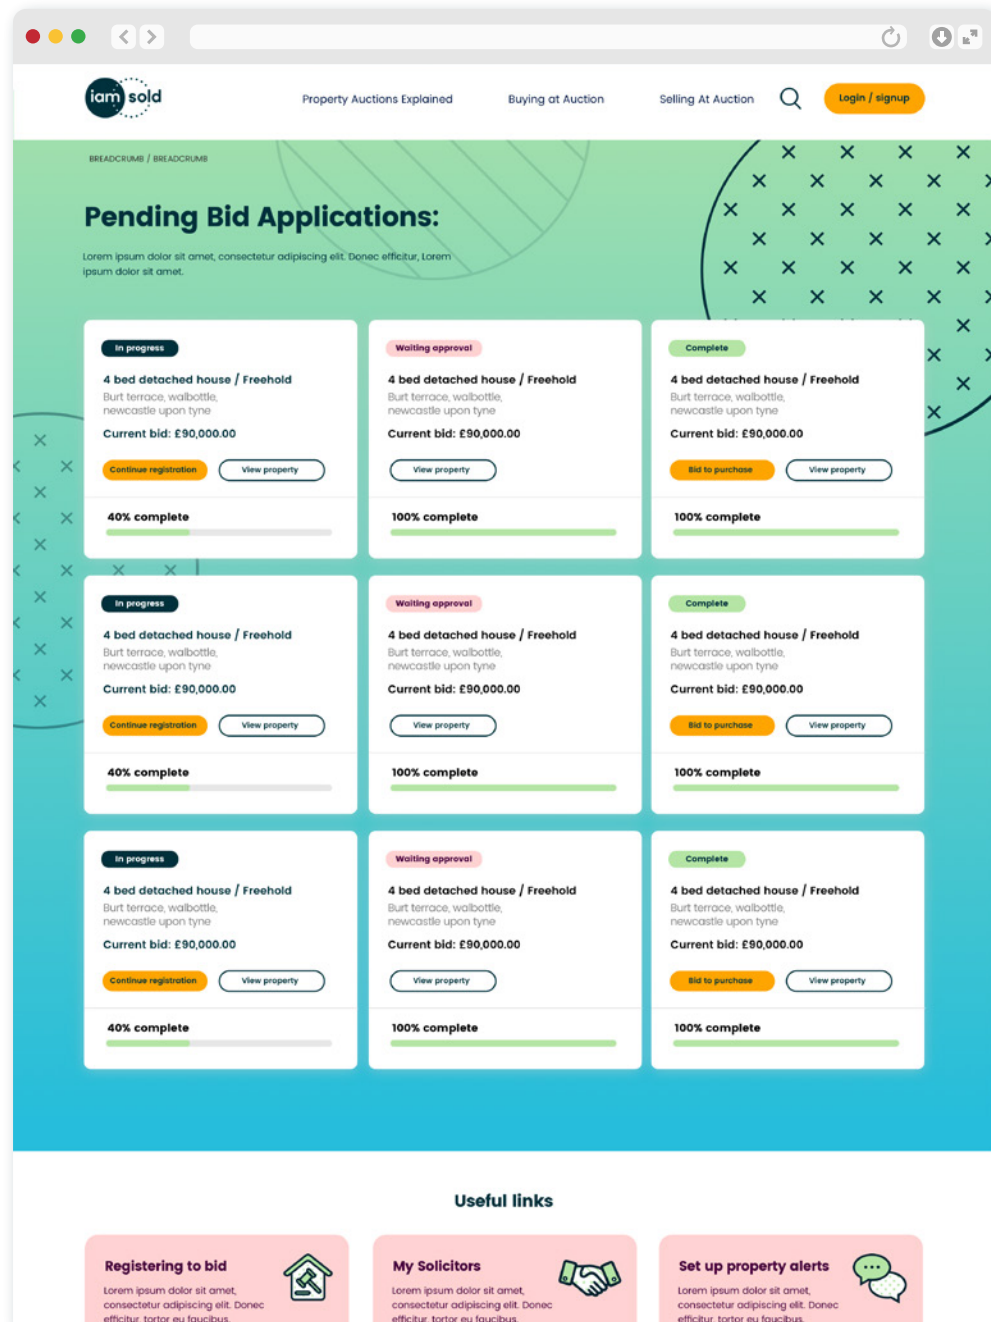 iam sold
Property Auctions Explained
Buying at Auction
Selling At Auction
Login / signup
BREADCRUMB / BREADCRUMB
Pending Bid Applications:
Lorem ipsum dolor sit amet, consectetur adipiscing elit. Donec efficitur, Lorem
ipsum dolor sit amet.
In progress
4 bed detached house / Freehold
Burt terrace, walbottle,
newcastle upon tyne
Current bid: £90,000.00
Continue registration
View property
40% complete
Waiting approval
4 bed detached house / Freehold
Burt terrace, walbottle,
newcastle upon tyne
Current bid: £90,000.00
View property
100% complete
Complete
4 bed detached house / Freehold
Burt terrace, walbottle,
newcastle upon tyne
Current bid: £90,000.00
Bid to purchase
View property
100% complete
In progress
4 bed detached house / Freehold
Burt terrace, walbottle,
newcastle upon tyne
Current bid: £90,000.00
Continue registration
View property
40% complete
Waiting approval
4 bed detached house / Freehold
Burt terrace, walbottle,
newcastle upon tyne
Current bid: £90,000.00
View property
100% complete
Complete
4 bed detached house / Freehold
Burt terrace, walbottle,
newcastle upon tyne
Current bid: £90,000.00
Bid to purchase
View property
100% complete
In progress
4 bed detached house / Freehold
Burt terrace, walbottle,
newcastle upon tyne
Current bid: £90,000.00
Continue registration
View property
40% complete
Waiting approval
4 bed detached house / Freehold
Burt terrace, walbottle,
newcastle upon tyne
Current bid: £90,000.00
View property
100% complete
Complete
4 bed detached house / Freehold
Burt terrace, walbottle,
newcastle upon tyne
Current bid: £90,000.00
Bid to purchase
View property
100% complete
Useful links
Registering to bid
Lorem ipsum dolor sit amet,
consectetur adipiscing elit. Donec
efficitur, tortor eu faucibus,
My Solicitors
Lorem ipsum dolor sit amet,
consectetur adipiscing elit. Donec
efficitur, tortor eu faucibus,
Set up property alerts
Lorem ipsum dolor sit amet,
consectetur adipiscing elit. Donec
efficitur, tortor eu faucibus,